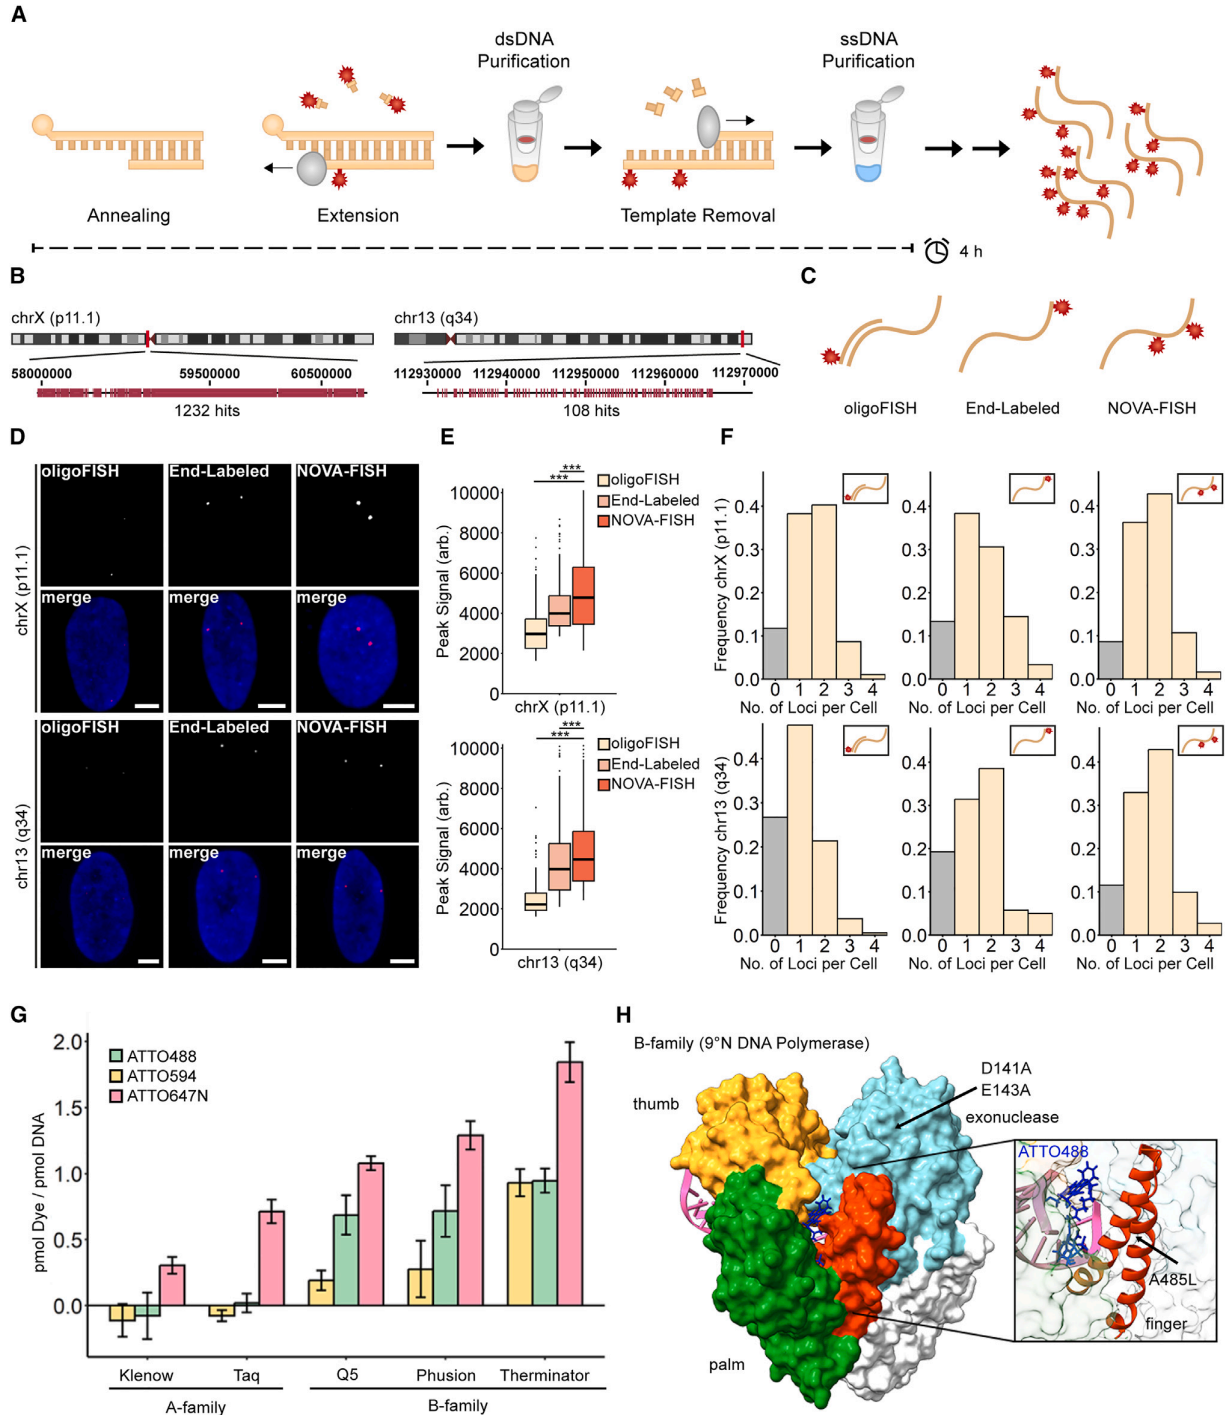 A
dsDNA
Purification
ssDNA
Purification
Annealing
Extension
Template Removal
4 h
B
chrX (p11.1)
580000000
595000000
605000000
1232 hits
chr13 (q34)
112930000
112940000
112950000
112960000
112970000
108 hits
C
oligoFISH
End-Labeled
NOVA-FISH
D
chrX (p11.1)
oligoFISH
End-Labeled
NOVA-FISH
merge
merge
merge
chr13 (q34)
oligoFISH
End-Labeled
NOVA-FISH
merge
merge
merge
E
Peak Signal (arb.)
10000
8000
6000
4000
2000
0
***
***
oligoFISH
End-Labeled
NOVA-FISH
chrX (p11.1)
Peak Signal (arb.)
10000
8000
6000
4000
2000
0
***
***
oligoFISH
End-Labeled
NOVA-FISH
chr13 (q34)
F
Frequency chrX (p11.1)
0.4
0.3
0.2
0.1
0.0
0 1 2 3 4
No. of Loci per Cell
0.4
0.3
0.2
0.1
0.0
0 1 2 3 4
No. of Loci per Cell
0.4
0.3
0.2
0.1
0.0
0 1 2 3 4
No. of Loci per Cell
Frequency chr13 (q34)
0.4
0.3
0.2
0.1
0.0
0 1 2 3 4
No. of Loci per Cell
0.4
0.3
0.2
0.1
0.0
0 1 2 3 4
No. of Loci per Cell
0.4
0.3
0.2
0.1
0.0
0 1 2 3 4
No. of Loci per Cell
G
pmol Dye / pmol DNA
2.0
1.5
1.0
0.5
0.0
ATTO488
ATTO594
ATTO647N
Klenow
Taq
Q5
Phusion
Therminator
A-family
B-family
H
B-family (9°N DNA Polymerase)
thumb
D141A
E143A
exonuclease
palm
ATTO488
A485L
finger